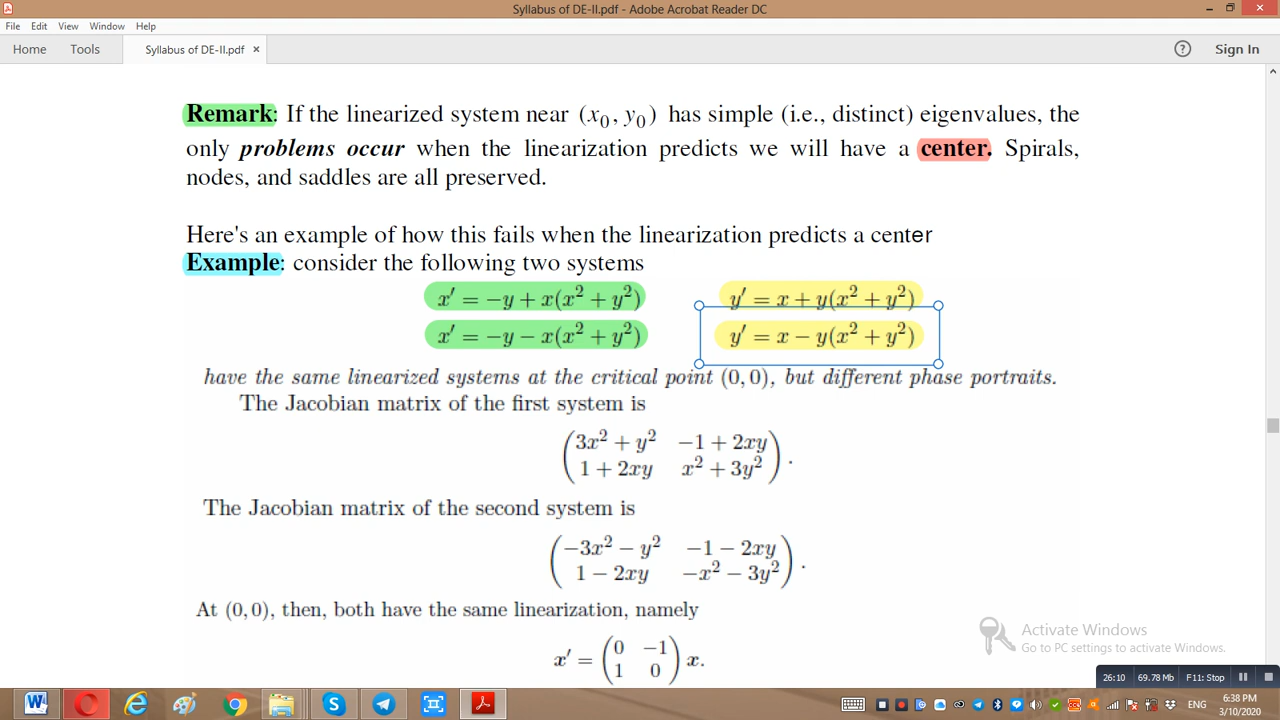 Syllabus of DE-II.pdf - Adobe Acrobat Reader DC
File Edit View Window Help
Home Tools Syllabus of DE-II.pdf × ? Sign In
Remark: If the linearized system near (x₀, y₀) has simple (i.e., distinct) eigenvalues, the
only problems occur when the linearization predicts we will have a center. Spirals,
nodes, and saddles are all preserved.
Here's an example of how this fails when the linearization predicts a center
Example: consider the following two systems
x′ = −y + x(x² + y²) y′ = x + y(x² + y²)
x′ = −y − x(x² + y²) y′ = x − y(x² + y²)
have the same linearized systems at the critical point (0, 0), but different phase portraits.
The Jacobian matrix of the first system is
(3x² + y² −1 + 2xy
1 + 2xy x² + 3y²).
The Jacobian matrix of the second system is
(−3x² − y² −1 − 2xy
1 − 2xy −x² − 3y²).
At (0, 0), then, both have the same linearization, namely
x′ = (0 −1
1 0) x.
Activate Windows
Go to PC settings to activate Windows.
26:10 69.78 Mb F11: Stop
ENG 6:38 PM
3/10/2020